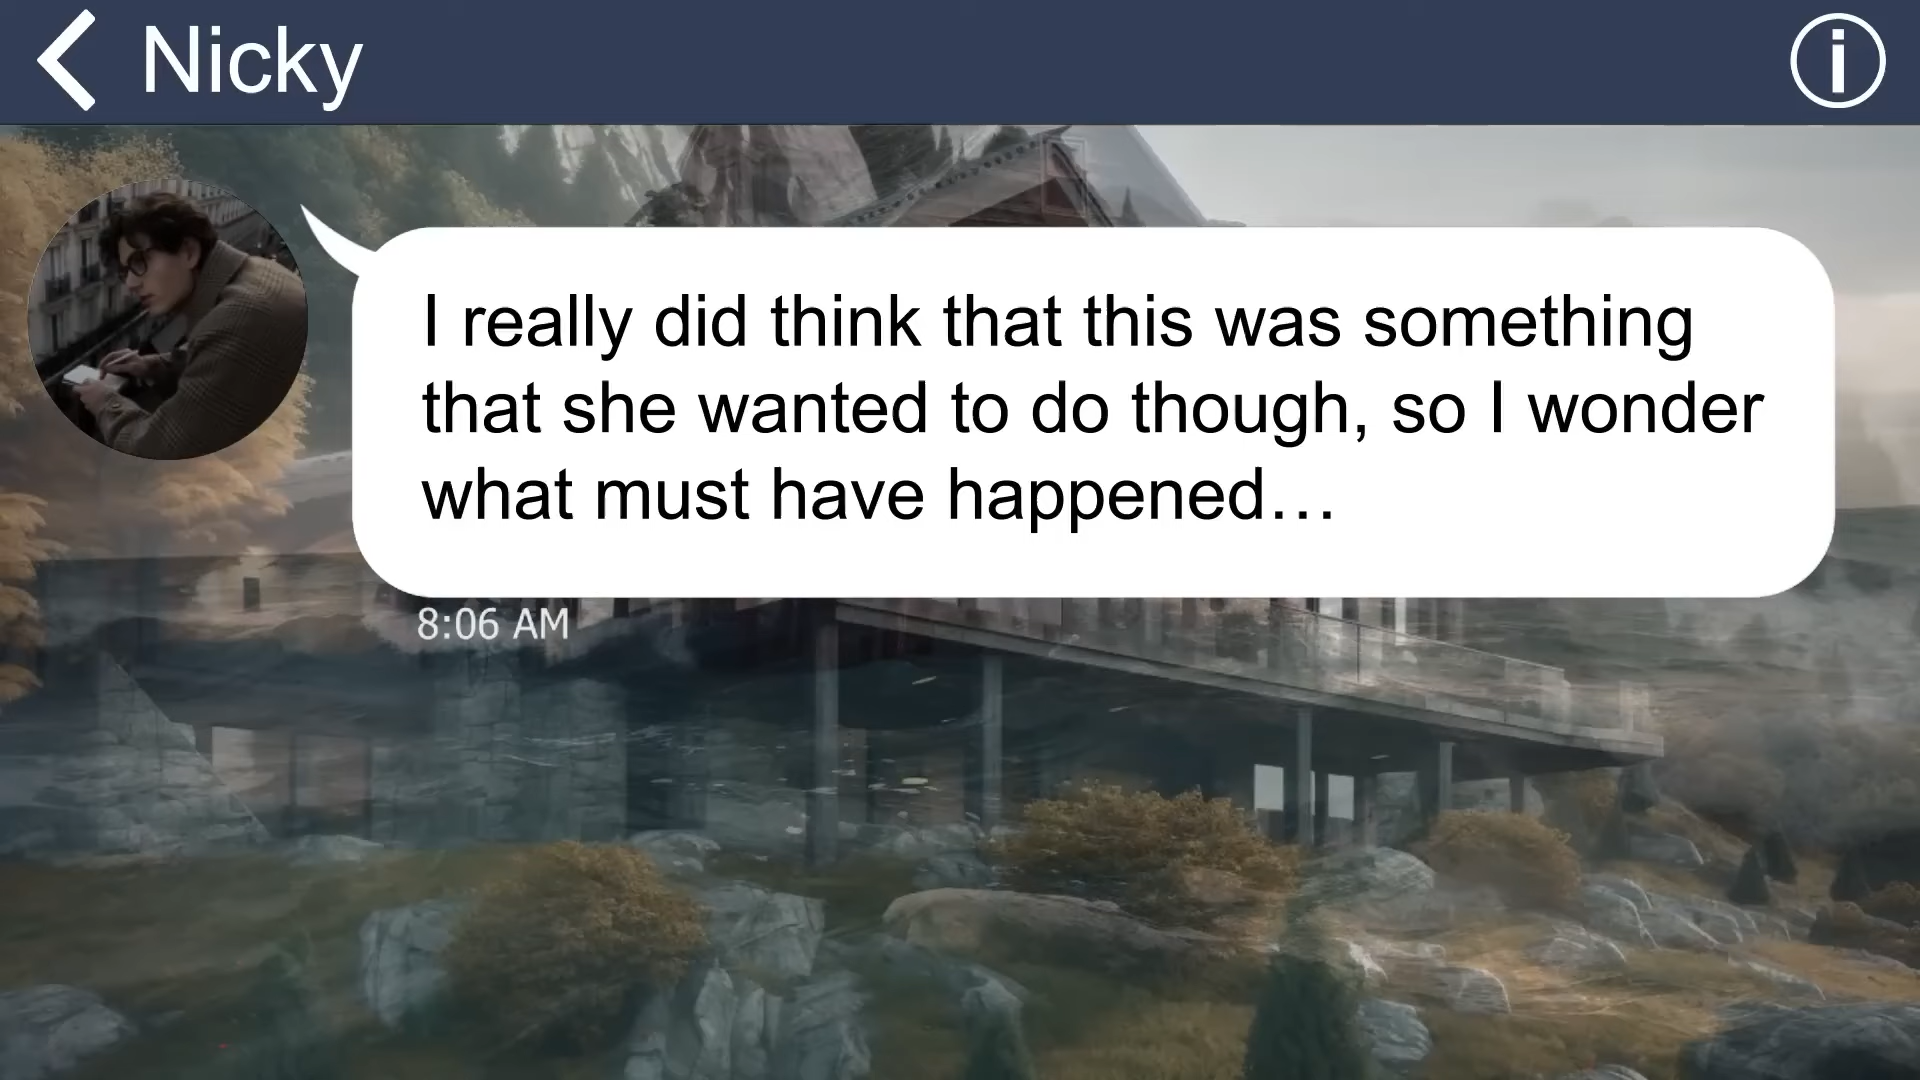 Nicky
I really did think that this was something
that she wanted to do though, so I wonder
what must have happened…
8:06 AM